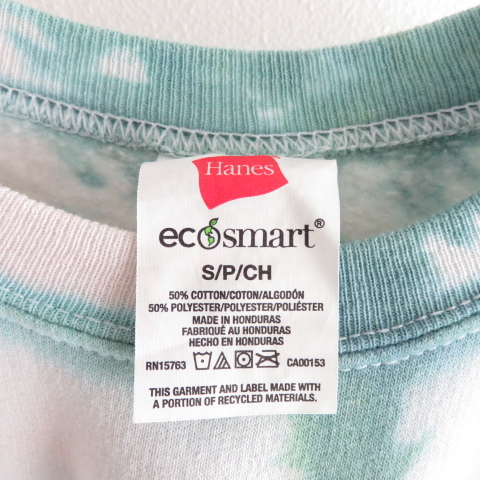 Hanes
ecosmart®
S/P/CH
50% COTTON/COTON/ALGODÓN
50% POLYESTER/POLYESTER/POLIÉSTER
MADE IN HONDURAS
FABRIQUÉ AU HONDURAS
HECHO EN HONDURAS
RN15763 CA00153
THIS GARMENT AND LABEL MADE WITH
A PORTION OF RECYCLED MATERIALS.